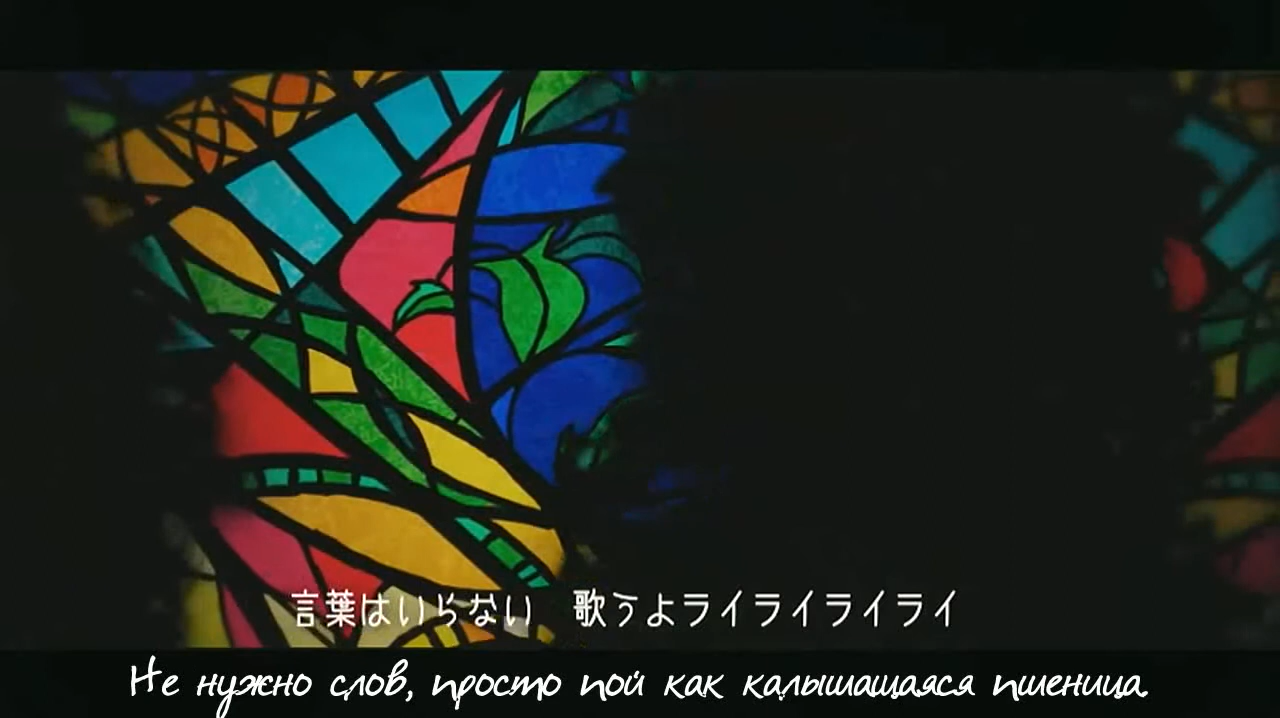 言葉はいらない 歌うよライライライライ
Не нужно слов, просто пой как калышащаяся пшеница.